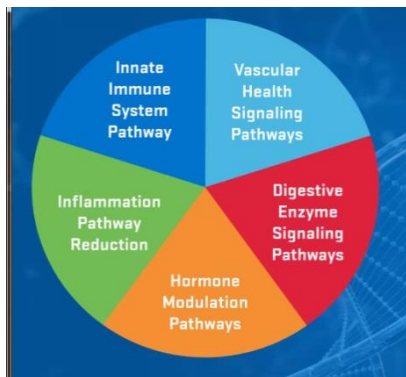 Innate
Immune
System
Pathway
Vascular
Health
Signaling
Pathways
Digestive
Enzyme
Signaling
Pathways
Hormone
Modulation
Pathways
Inflammation
Pathway
Reduction